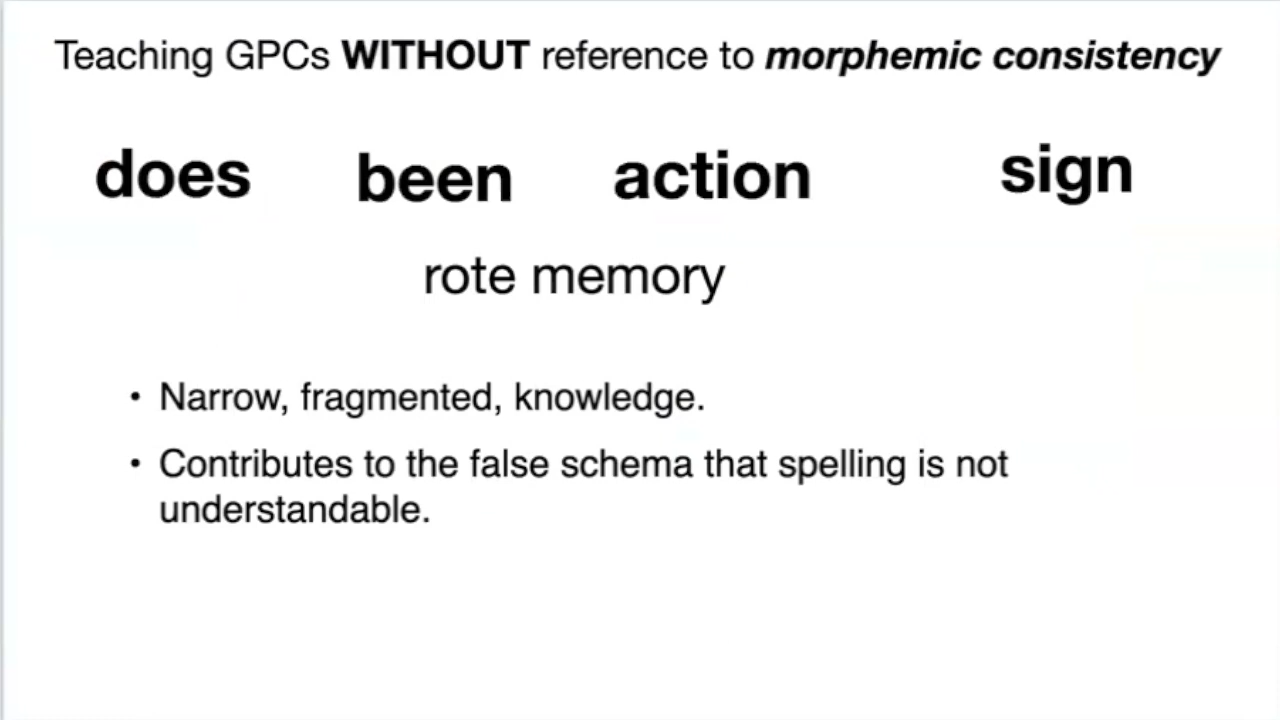 Teaching GPCs WITHOUT reference to morphemic consistency
does been action sign
rote memory
• Narrow, fragmented, knowledge.
• Contributes to the false schema that spelling is not
understandable.